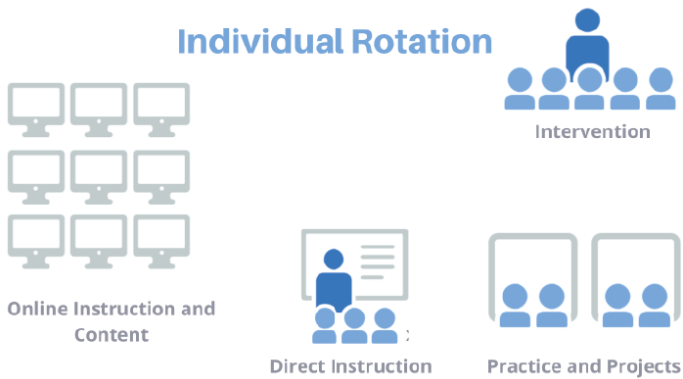 Individual Rotation
Intervention
Online Instruction and
Content
Direct Instruction
Practice and Projects